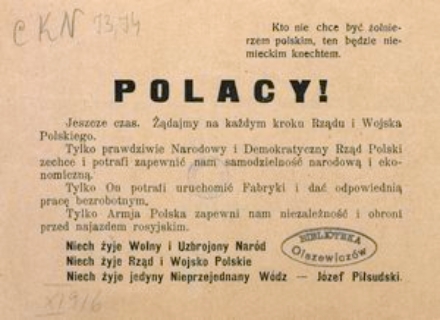 CKN 13,14
Kto nie chce być żołnie-
rzem polskim, ten będzie nie-
mieckim knechtem.
POLACY!
Jeszcze czas. Żądajmy na każdym kroku Rządu i Wojska
Polskiego.
Tylko prawdziwie Narodowy i Demokratyczny Rząd Polski
zechce i potrafi zapewnić nam samodzielność narodową i eko-
nomiczną.
Tylko On potrafi uruchomić Fabryki i dać odpowiednią
pracę bezrobotnym.
Tylko Armja Polska zapewni nam niezależność i obroni
przed najazdem rosyjskim.
Niech żyje Wolny i Uzbrojony Naród
Niech żyje Rząd i Wojsko Polskie
Niech żyje jedyny Nieprzejednany Wódz — Józef Piłsudski.
BIBLIOTEKA
Olszewiczów
XI 1916